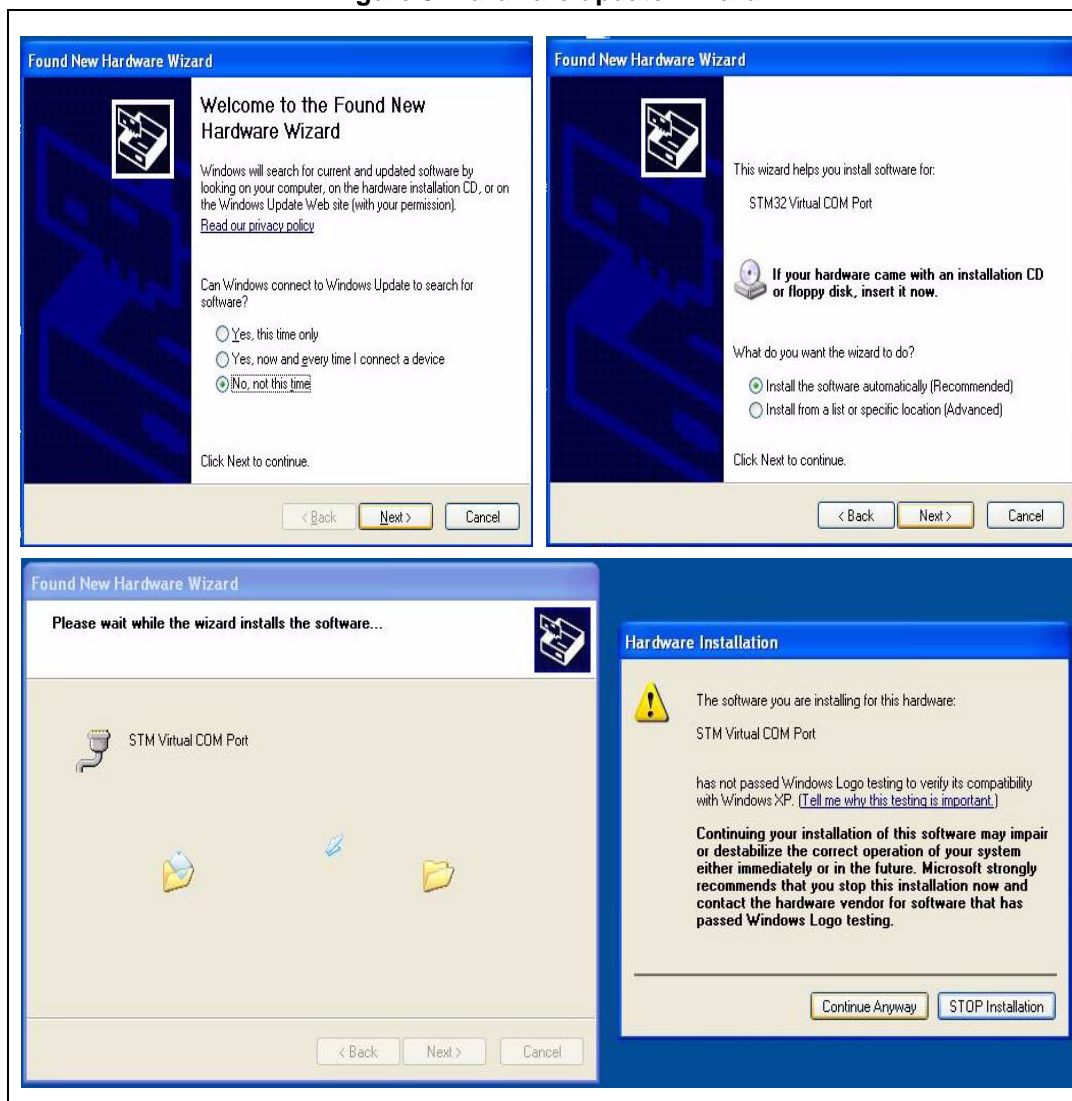 Found New Hardware Wizard
Welcome to the Found New
Hardware Wizard
Windows will search for current and updated software by
looking on your computer, on the hardware installation CD, or on
the Windows Update Web site (with your permission).
Read our privacy policy
Can Windows connect to Windows Update to search for
software?
Yes, this time only
Yes, now and every time I connect a device
No, not this time
Click Next to continue.
< Back Next > Cancel
Found New Hardware Wizard
This wizard helps you install software for:
STM32 Virtual COM Port
If your hardware came with an installation CD
or floppy disk, insert it now.
What do you want the wizard to do?
Install the software automatically (Recommended)
Install from a list or specific location (Advanced)
Click Next to continue.
< Back Next > Cancel
Found New Hardware Wizard
Please wait while the wizard installs the software...
STM Virtual COM Port
< Back Next > Cancel
Hardware Installation
The software you are installing for this hardware:
STM Virtual COM Port
has not passed Windows Logo testing to verify its compatibility
with Windows XP. (Tell me why this testing is important.)
Continuing your installation of this software may impair
or destabilize the correct operation of your system
either immediately or in the future. Microsoft strongly
recommends that you stop this installation now and
contact the hardware vendor for software that has
passed Windows Logo testing.
Continue Anyway STOP Installation